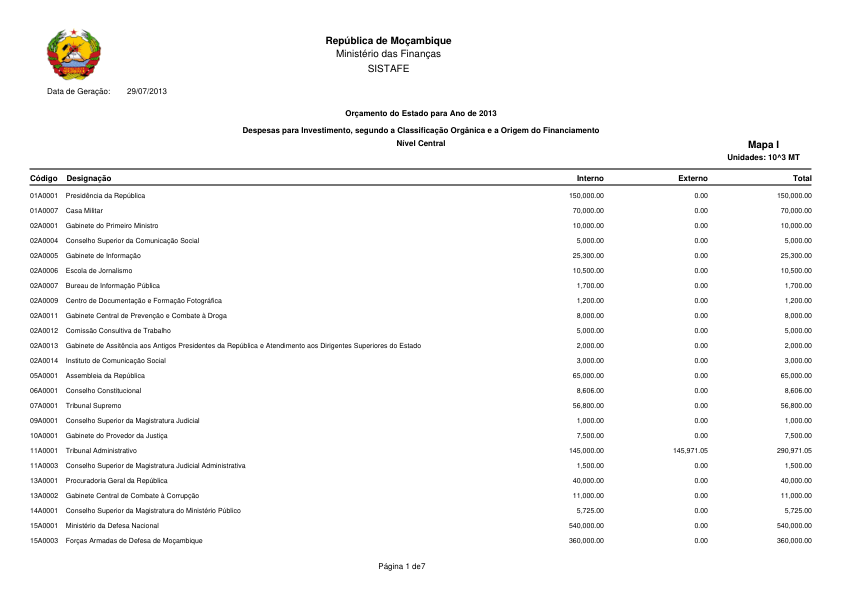 República de Moçambique
Ministério das Finanças
SISTAFE
Data de Geração: 29/07/2013
Orçamento do Estado para Ano de 2013
Despesas para Investimento, segundo a Classificação Orgânica e a Origem do Financiamento
Nível Central
Mapa I
Unidades: 10^3 MT
Código Designação Interno Externo Total
01A0001 Presidência da República 150,000.00 0.00 150,000.00
01A0007 Casa Militar 70,000.00 0.00 70,000.00
02A0001 Gabinete do Primeiro Ministro 10,000.00 0.00 10,000.00
02A0004 Conselho Superior da Comunicação Social 5,000.00 0.00 5,000.00
02A0005 Gabinete de Informação 25,300.00 0.00 25,300.00
02A0006 Escola de Jornalismo 10,500.00 0.00 10,500.00
02A0007 Bureau de Informação Pública 1,700.00 0.00 1,700.00
02A0009 Centro de Documentação e Formação Fotográfica 1,200.00 0.00 1,200.00
02A0011 Gabinete Central de Prevenção e Combate à Droga 8,000.00 0.00 8,000.00
02A0012 Comissão Consultiva de Trabalho 5,000.00 0.00 5,000.00
02A0013 Gabinete de Assitência aos Antigos Presidentes da República e Atendimento aos Dirigentes Superiores do Estado 2,000.00 0.00 2,000.00
02A0014 Instituto de Comunicação Social 3,000.00 0.00 3,000.00
05A0001 Assembleia da República 65,000.00 0.00 65,000.00
06A0001 Conselho Constitucional 8,606.00 0.00 8,606.00
07A0001 Tribunal Supremo 56,800.00 0.00 56,800.00
09A0001 Conselho Superior da Magistratura Judicial 1,000.00 0.00 1,000.00
10A0001 Gabinete do Provedor da Justiça 7,500.00 0.00 7,500.00
11A0001 Tribunal Administrativo 145,000.00 145,971.05 290,971.05
11A0003 Conselho Superior de Magistratura Judicial Administrativa 1,500.00 0.00 1,500.00
13A0001 Procuradoria Geral da República 40,000.00 0.00 40,000.00
13A0002 Gabinete Central de Combate à Corrupção 11,000.00 0.00 11,000.00
14A0001 Conselho Superior da Magistratura do Ministério Público 5,725.00 0.00 5,725.00
15A0001 Ministério da Defesa Nacional 540,000.00 0.00 540,000.00
15A0003 Forças Armadas de Defesa de Moçambique 360,000.00 0.00 360,000.00
Página 1 de7